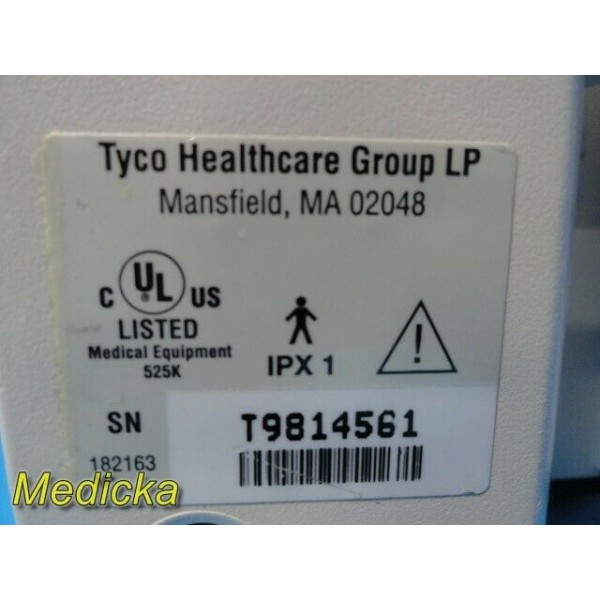 Tyco Healthcare Group LP
Mansfield, MA 02048
C UL ® US
LISTED
Medical Equipment
525K
IPX 1
SN T9814561
182163
Medicka